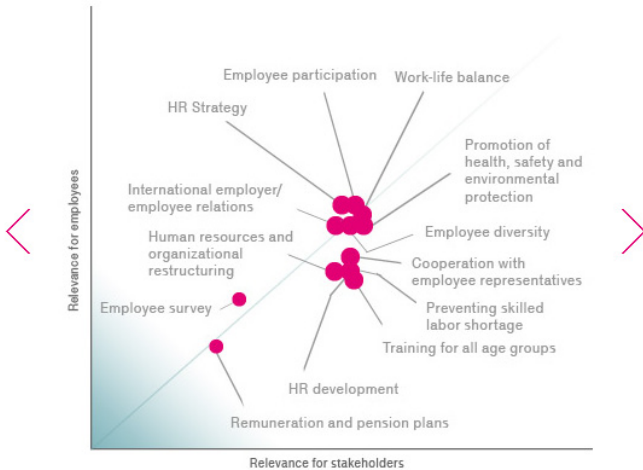 Employee participation
Work-life balance
HR Strategy
Promotion of
health, safety and
environmental
protection
International employer/
employee relations
Employee diversity
Human resources and
organizational
restructuring
Cooperation with
employee representatives
Employee survey
Preventing skilled
labor shortage
Training for all age groups
HR development
Remuneration and pension plans
Relevance for employees
Relevance for stakeholders